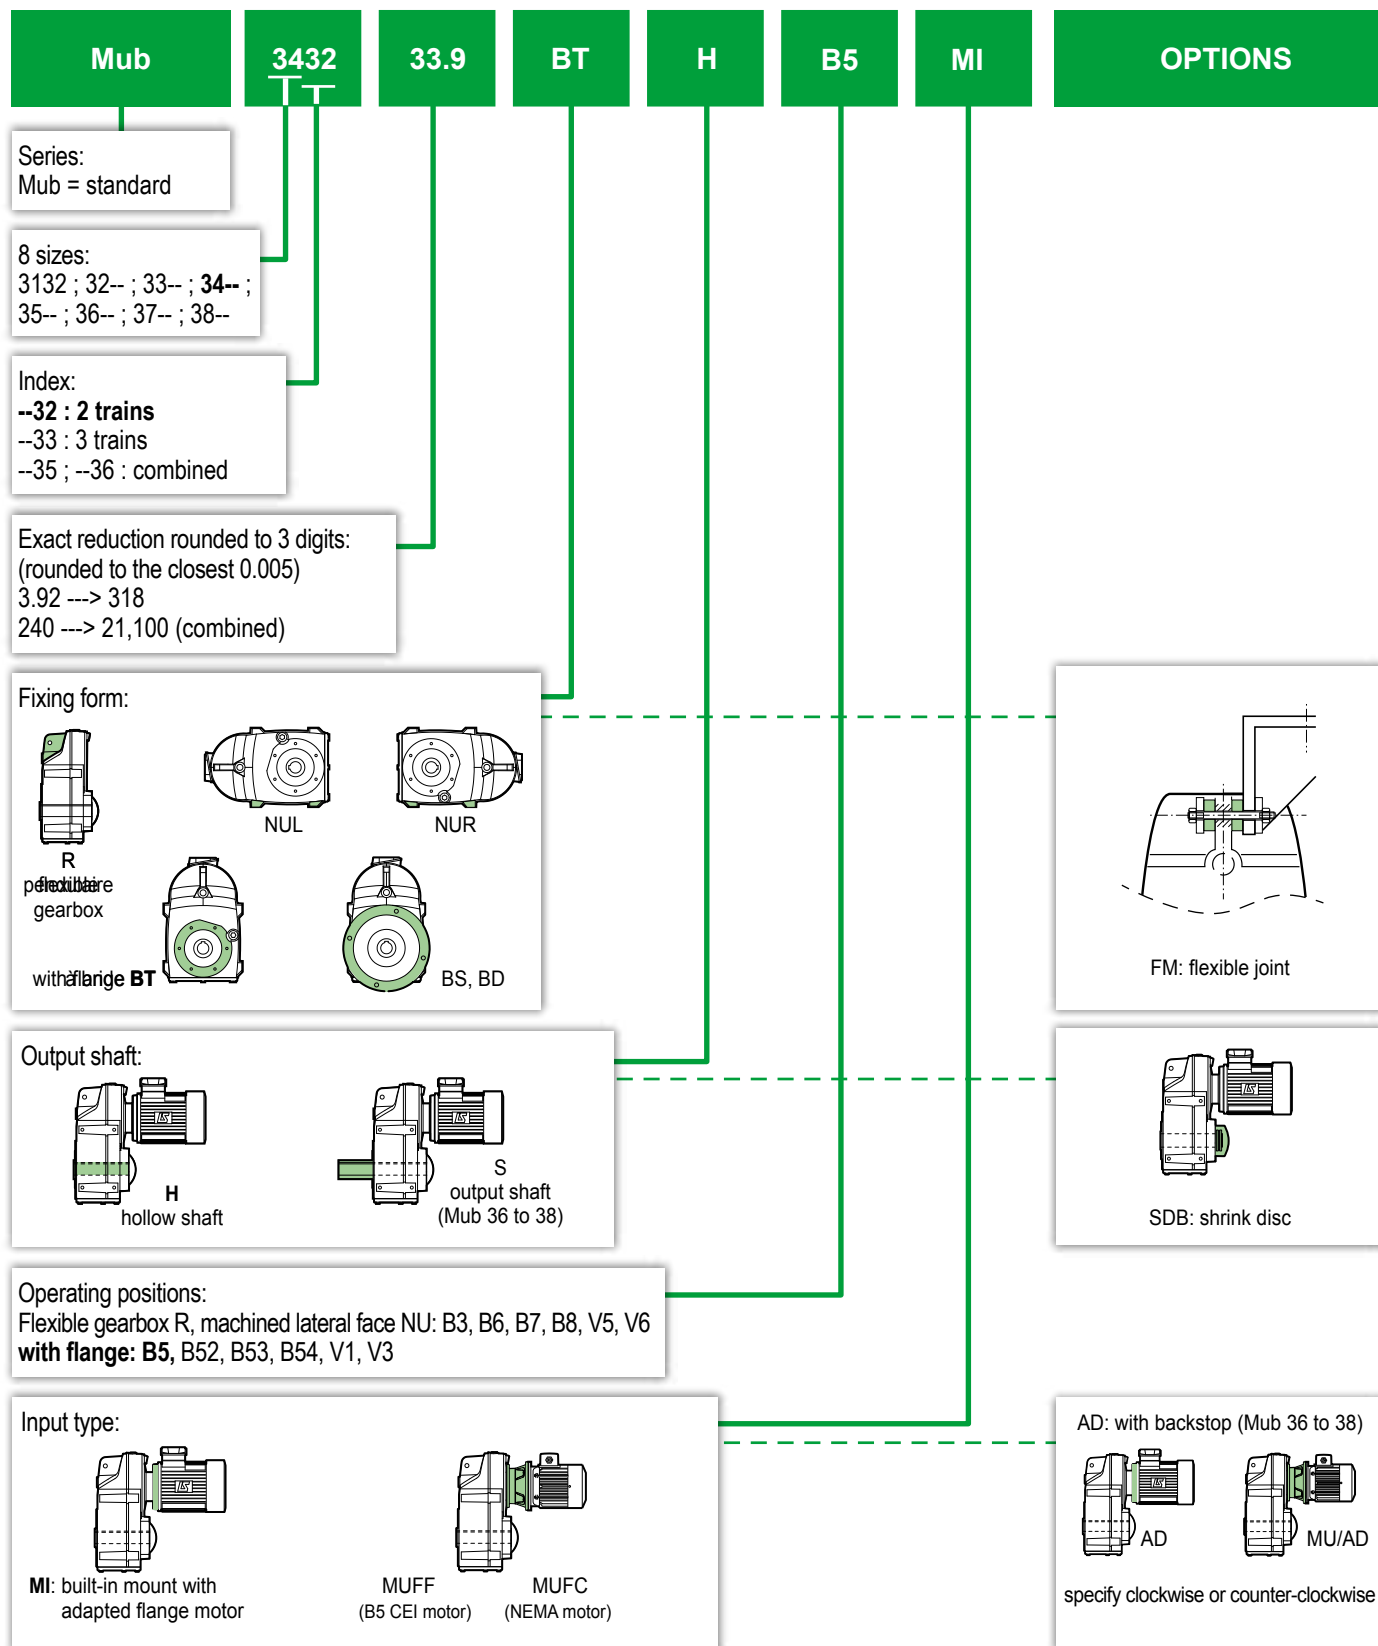 Mub 3432 33.9 BT H B5 MI OPTIONS
Series:
Mub = standard
8 sizes:
3132 ; 32-- ; 33-- ; 34-- ;
35-- ; 36-- ; 37-- ; 38--
Index:
--32 : 2 trains
--33 : 3 trains
--35 ; --36 : combined
Exact reduction rounded to 3 digits:
(rounded to the closest 0.005)
3.92 ---> 318
240 ---> 21,100 (combined)
Fixing form:
NUL NUR
R
gearbox
BT
BS, BD
FM: flexible joint
Output shaft:
H
hollow shaft
S
output shaft
(Mub 36 to 38)
SDB: shrink disc
Operating positions:
Flexible gearbox R, machined lateral face NU: B3, B6, B7, B8, V5, V6
with flange: B5, B52, B53, B54, V1, V3
Input type:
MI: built-in mount with
adapted flange motor
MUFF
(B5 CEI motor)
MUFC
(NEMA motor)
AD: with backstop (Mub 36 to 38)
AD MU/AD
specify clockwise or counter-clockwise